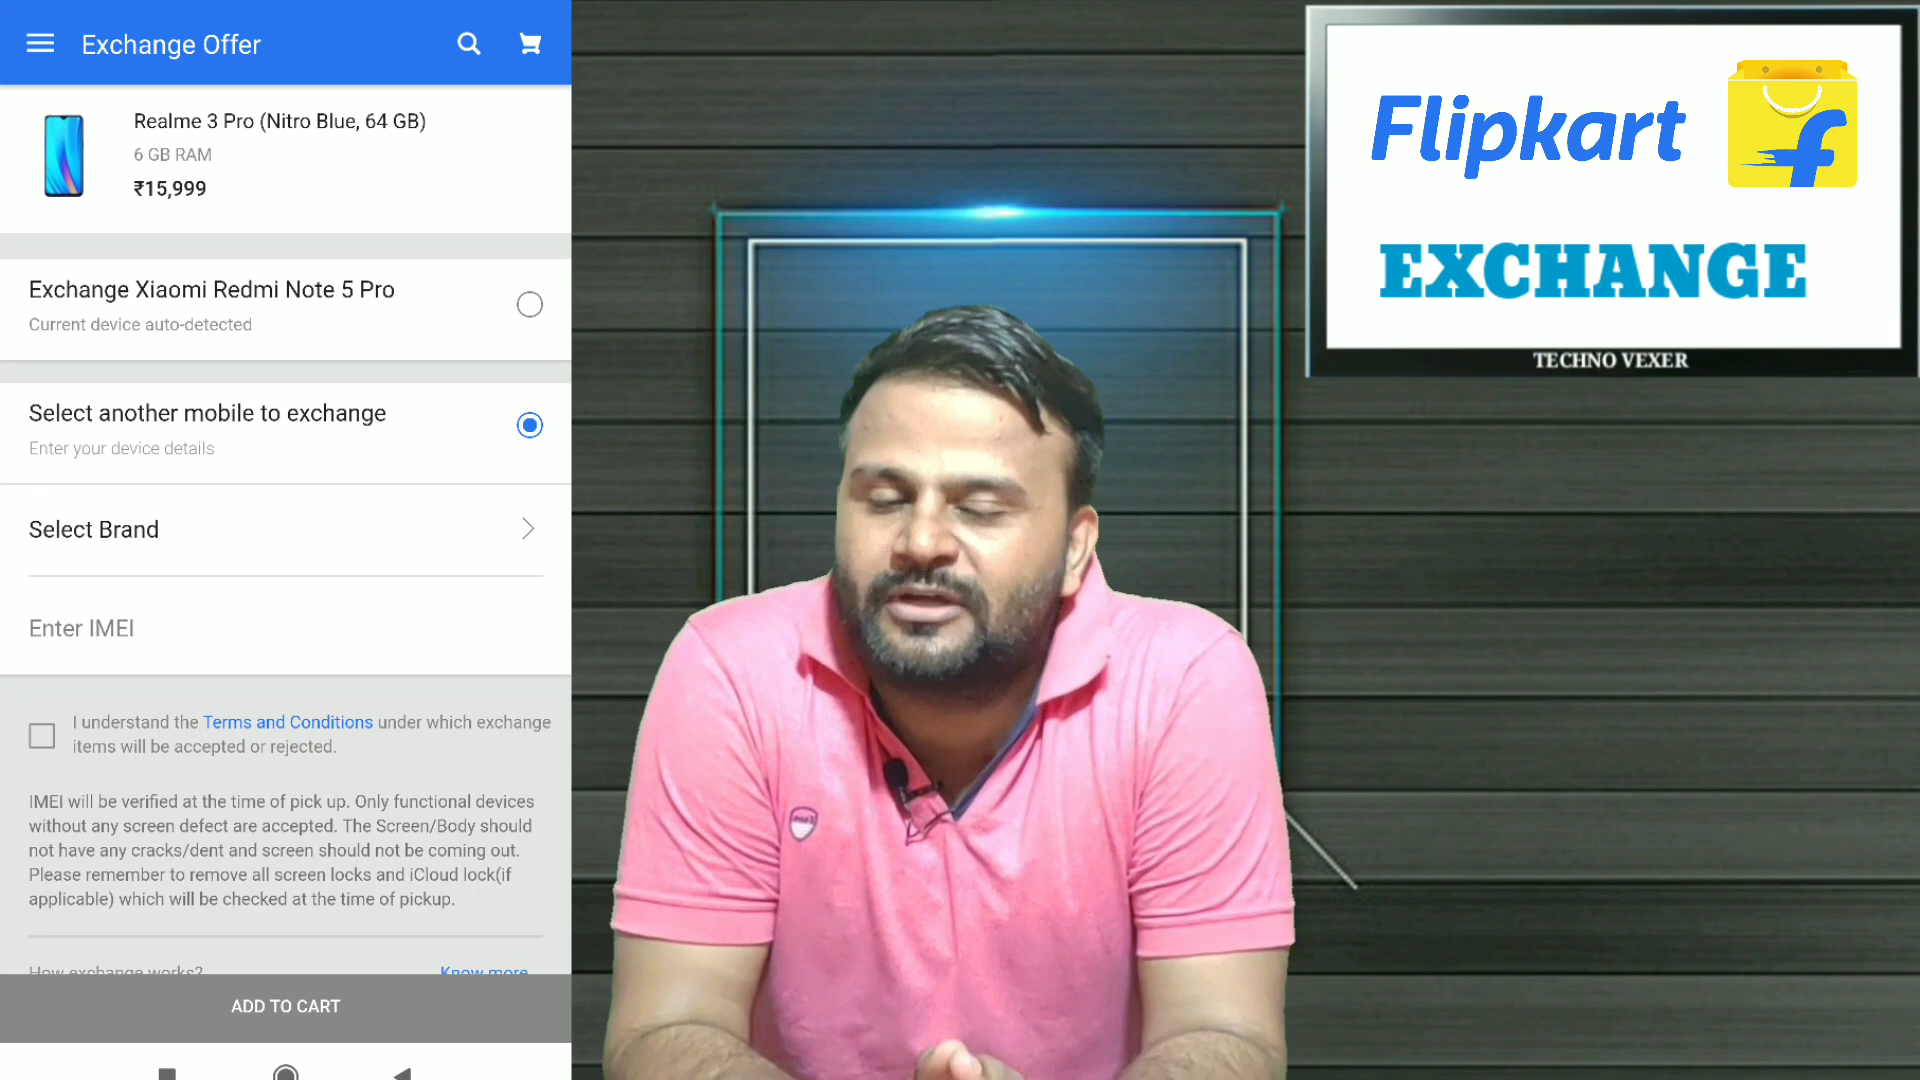 Exchange Offer
Realme 3 Pro (Nitro Blue, 64 GB)
6 GB RAM
₹15,999
Exchange Xiaomi Redmi Note 5 Pro
Current device auto-detected
Select another mobile to exchange
Enter your device details
Select Brand
Enter IMEI
I understand the Terms and Conditions under which exchange
items will be accepted or rejected.
IMEI will be verified at the time of pick up. Only functional devices
without any screen defect are accepted. The Screen/Body should
not have any cracks/dent and screen should not be coming out.
Please remember to remove all screen locks and iCloud lock(if
applicable) which will be checked at the time of pickup.
How exchange works? Know more
ADD TO CART
Flipkart
f
EXCHANGE
TECHNO VEXER